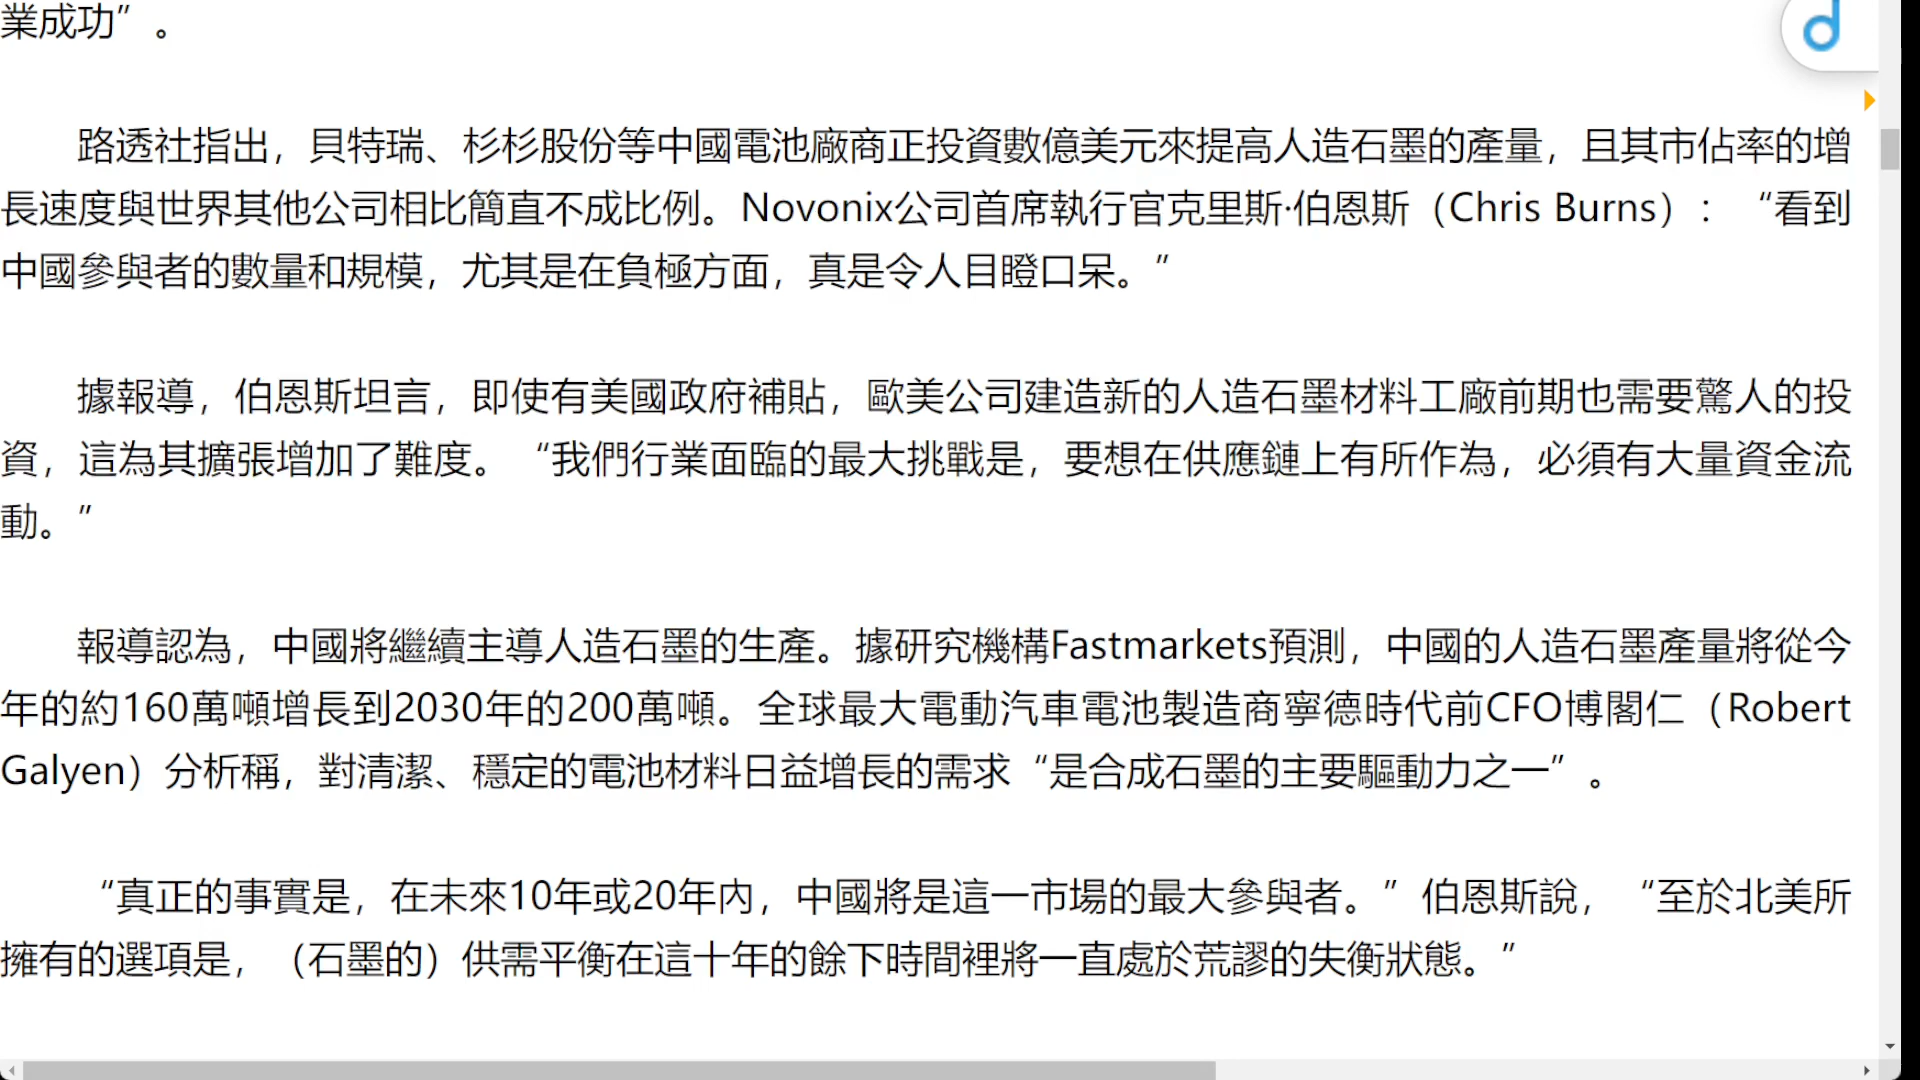 業成功”。
路透社指出，貝特瑞、杉杉股份等中國電池廠商正投資數億美元來提高人造石墨的產量，且其市佔率的增
長速度與世界其他公司相比簡直不成比例。Novonix公司首席執行官克里斯·伯恩斯（Chris Burns）：“看到
中國參與者的數量和規模，尤其是在負極方面，真是令人目瞪口呆。”
據報導，伯恩斯坦言，即使有美國政府補貼，歐美公司建造新的人造石墨材料工廠前期也需要驚人的投
資，這為其擴張增加了難度。“我們行業面臨的最大挑戰是，要想在供應鏈上有所作為，必須有大量資金流
動。”
報導認為，中國將繼續主導人造石墨的生產。據研究機構Fastmarkets預測，中國的人造石墨產量將從今
年的約160萬噸增長到2030年的200萬噸。全球最大電動汽車電池製造商寧德時代前CFO博閣仁（Robert
Galyen）分析稱，對清潔、穩定的電池材料日益增長的需求“是合成石墨的主要驅動力之一”。
“真正的事實是，在未來10年或20年內，中國將是這一市場的最大參與者。”伯恩斯說，“至於北美所
擁有的選項是，（石墨的）供需平衡在這十年的餘下時間裡將一直處於荒謬的失衡狀態。”